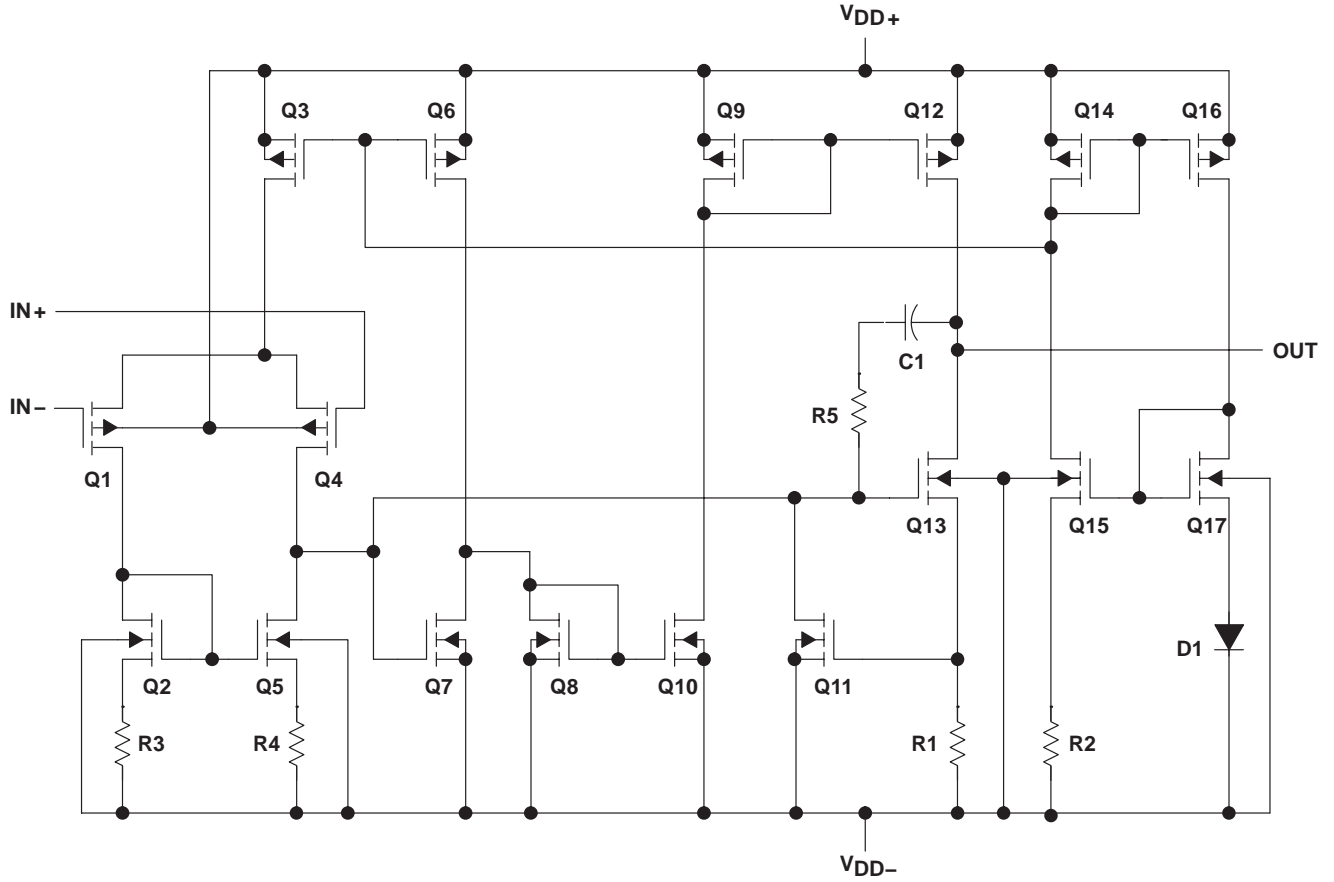 VDD+
Q3 Q6 Q9 Q12 Q14 Q16
IN+
C1
OUT
IN−
R5
Q1 Q4
Q13 Q15 Q17
D1
Q2 Q5 Q7 Q8 Q10 Q11
R3 R4 R1 R2
VDD−